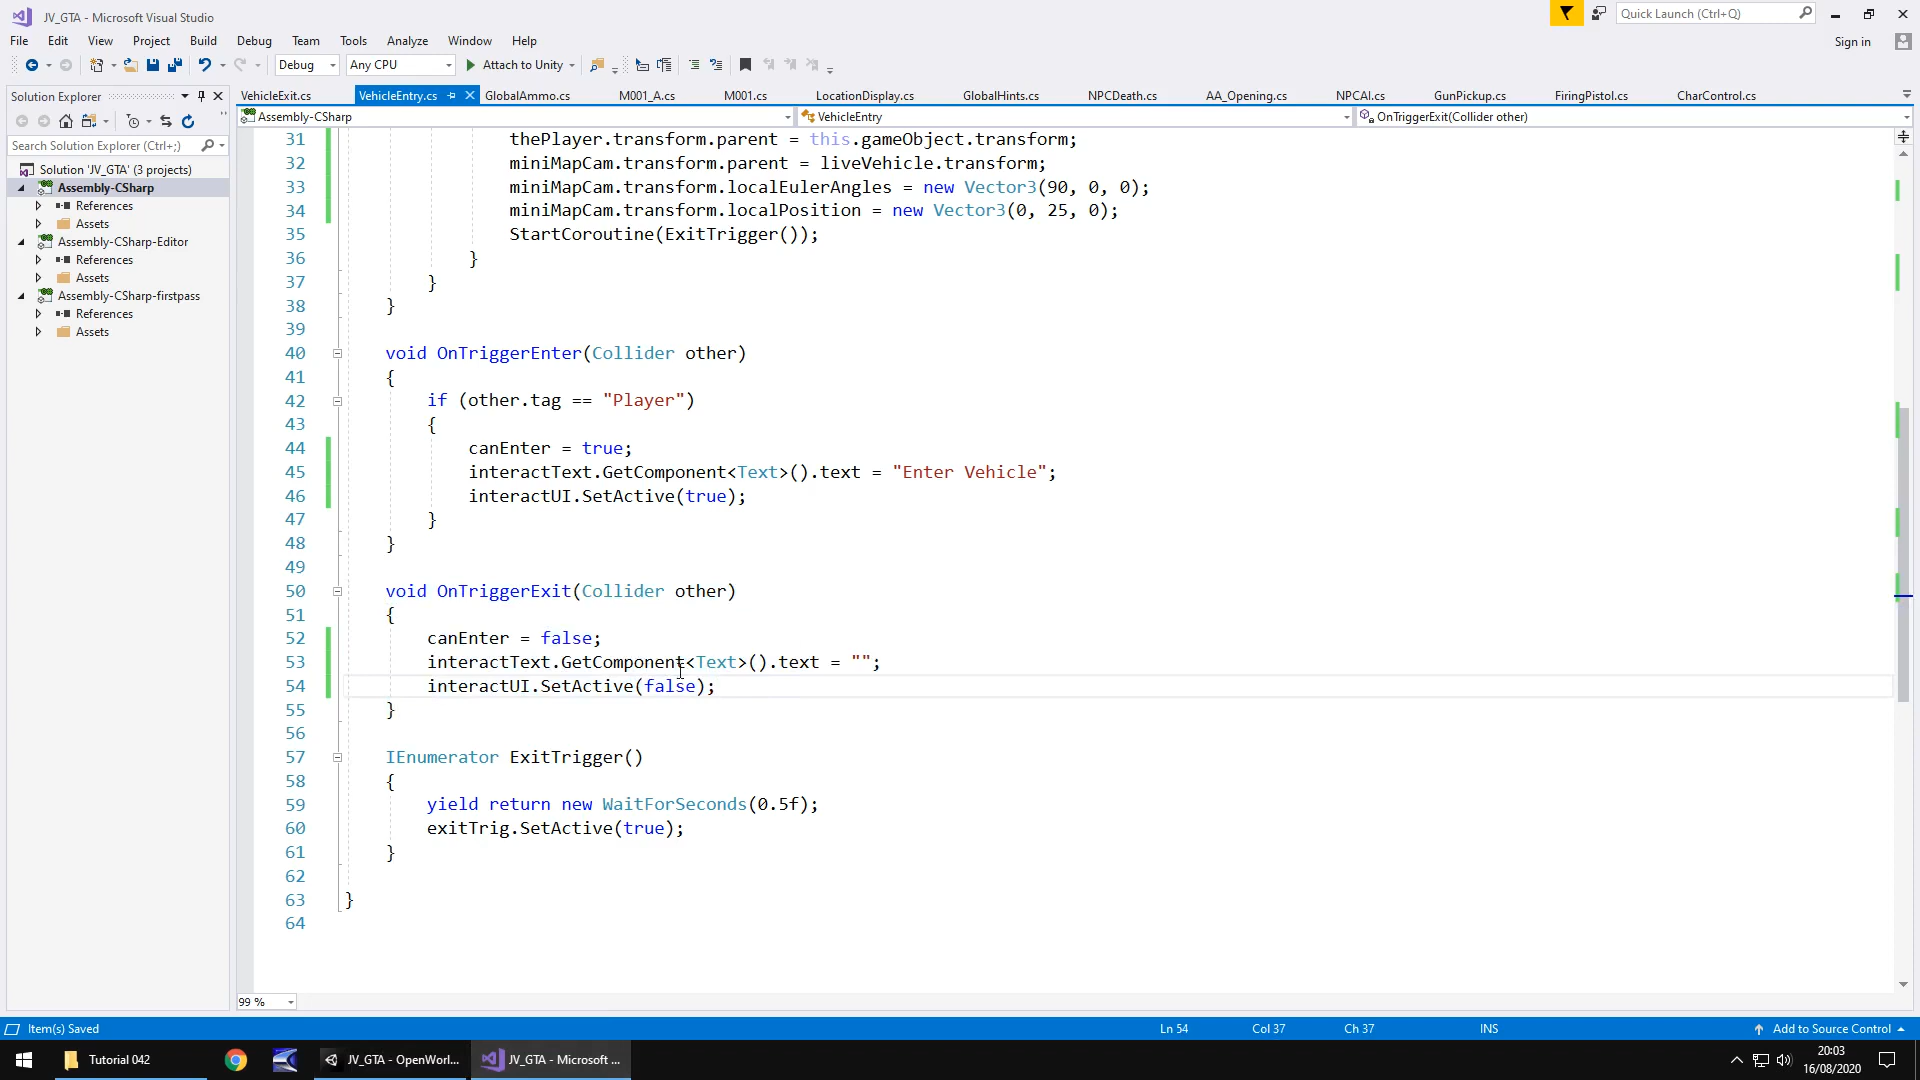 JV_GTA - Microsoft Visual Studio
Quick Launch (Ctrl+Q)
File Edit View Project Build Debug Team Tools Analyze Window Help
Sign in
Debug Any CPU Attach to Unity
Solution Explorer
VehicleExit.cs VehicleEntry.cs GlobalAmmo.cs M001_A.cs M001.cs LocationDisplay.cs GlobalHints.cs NPCDeath.cs AA_Opening.cs NPCAI.cs GunPickup.cs FiringPistol.cs CharControl.cs
Assembly-CSharp VehicleEntry OnTriggerExit(Collider other)
Search Solution Explorer (Ctrl+;)
Solution 'JV_GTA' (3 projects)
Assembly-CSharp
References
Assets
Assembly-CSharp-Editor
References
Assets
Assembly-CSharp-firstpass
References
Assets
31 thePlayer.transform.parent = this.gameObject.transform;
32 miniMapCam.transform.parent = liveVehicle.transform;
33 miniMapCam.transform.localEulerAngles = new Vector3(90, 0, 0);
34 miniMapCam.transform.localPosition = new Vector3(0, 25, 0);
35 StartCoroutine(ExitTrigger());
36 }
37 }
38 }
39
40 void OnTriggerEnter(Collider other)
41 {
42 if (other.tag == "Player")
43 {
44 canEnter = true;
45 interactText.GetComponent<Text>().text = "Enter Vehicle";
46 interactUI.SetActive(true);
47 }
48 }
49
50 void OnTriggerExit(Collider other)
51 {
52 canEnter = false;
53 interactText.GetComponent<Text>().text = "";
54 interactUI.SetActive(false);
55 }
56
57 IEnumerator ExitTrigger()
58 {
59 yield return new WaitForSeconds(0.5f);
60 exitTrig.SetActive(true);
61 }
62
63 }
64
99 %
Item(s) Saved Ln 54 Col 37 Ch 37 INS Add to Source Control
Tutorial 042 JV_GTA - OpenWorl... JV_GTA - Microsoft ...
20:03
16/08/2020